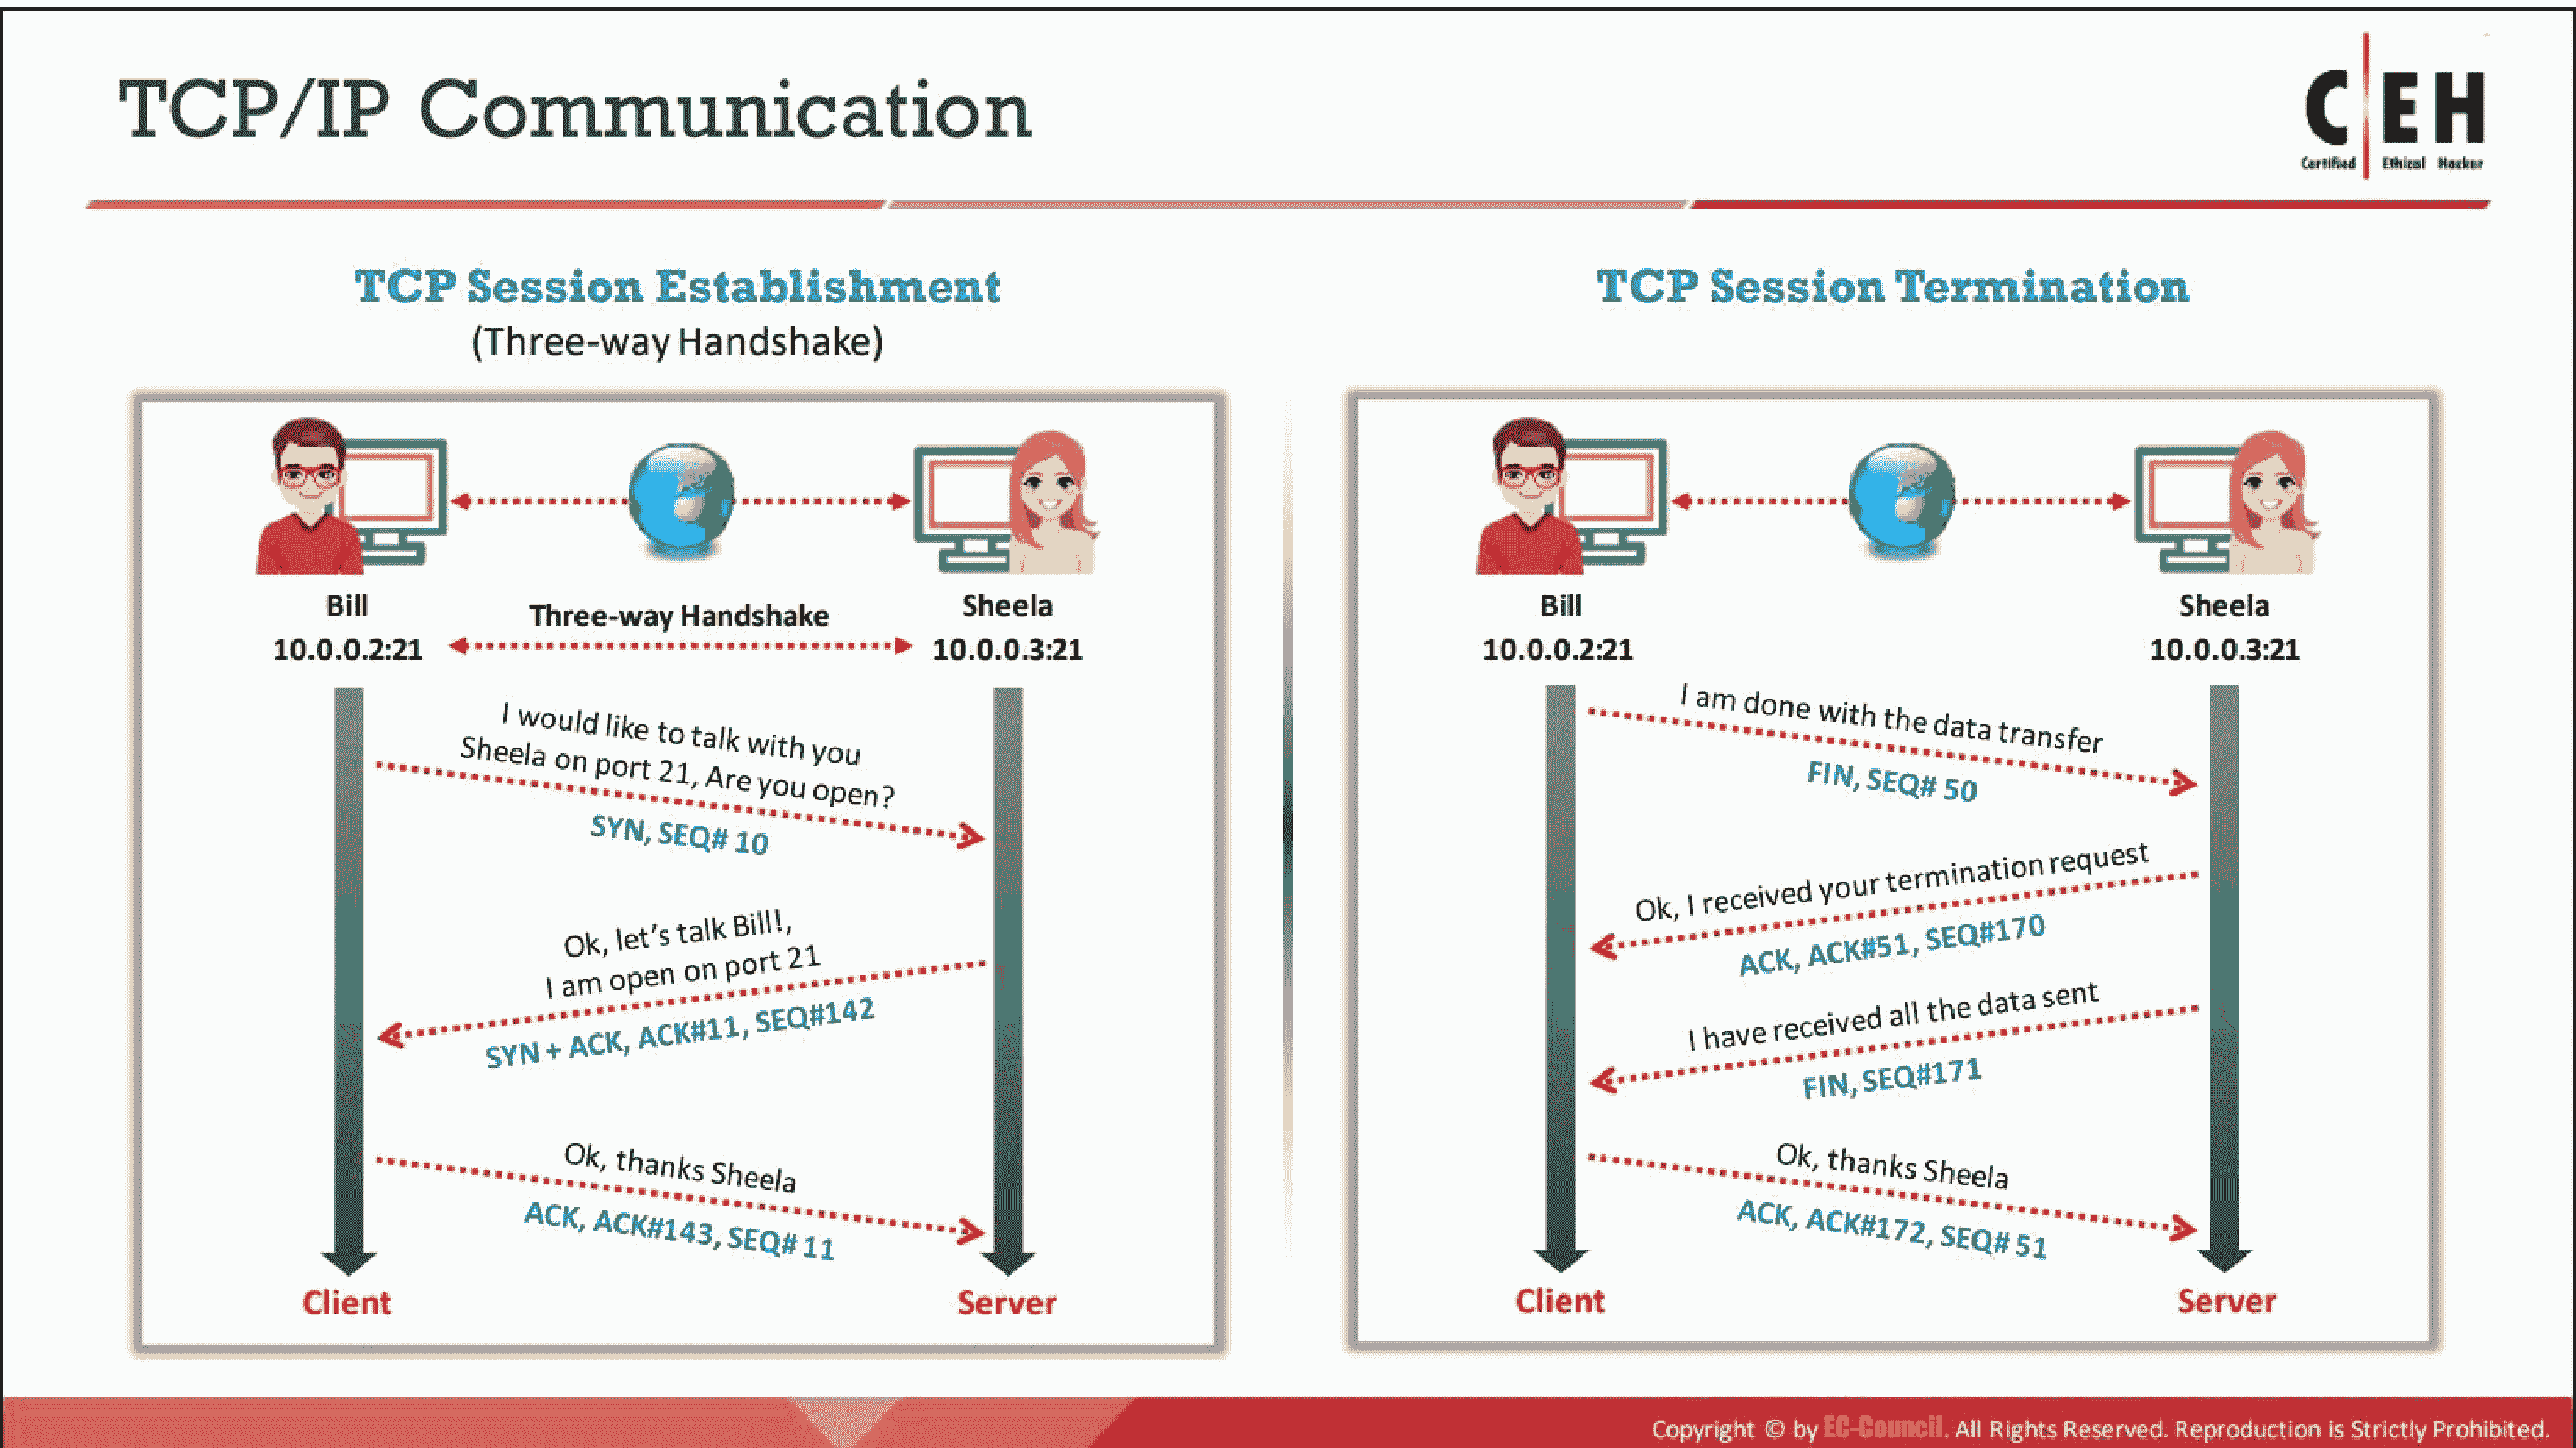 TCP/IP Communication
C EH
Certified Ethical Hacker
TCP Session Establishment
(Three-way Handshake)
Bill
10.0.0.2:21
Three-way Handshake
Sheela
10.0.0.3:21
I would like to talk with you
Sheela on port 21, Are you open?
SYN, SEQ# 10
Ok, let's talk Bill!,
I am open on port 21
SYN + ACK, ACK#11, SEQ#142
Ok, thanks Sheela
ACK, ACK#143, SEQ# 11
Client
Server
TCP Session Termination
Bill
10.0.0.2:21
Sheela
10.0.0.3:21
I am done with the data transfer
FIN, SEQ# 50
Ok, I received your termination request
ACK, ACK#51, SEQ#170
I have received all the data sent
FIN, SEQ#171
Ok, thanks Sheela
ACK, ACK#172, SEQ# 51
Client
Server
Copyright © by EC-Council. All Rights Reserved. Reproduction is Strictly Prohibited.